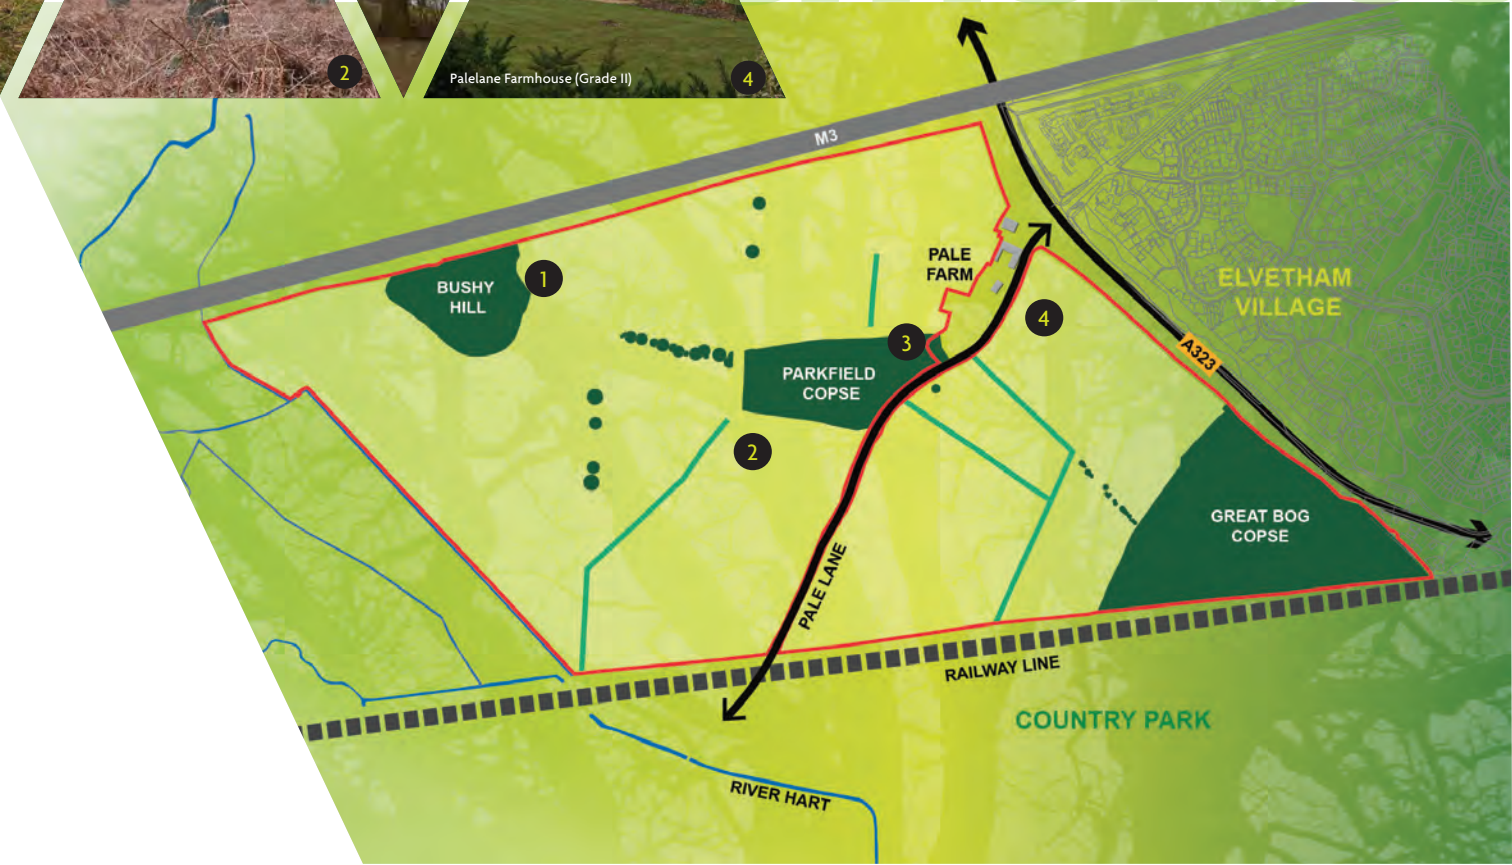 2
Palelane Farmhouse (Grade II)
4
M3
BUSHY
HILL
1
PALE
FARM
ELVETHAM
VILLAGE
4
3
A323
PARKFIELD
COPSE
2
GREAT BOG
COPSE
PALE LANE
RAILWAY LINE
COUNTRY PARK
RIVER HART